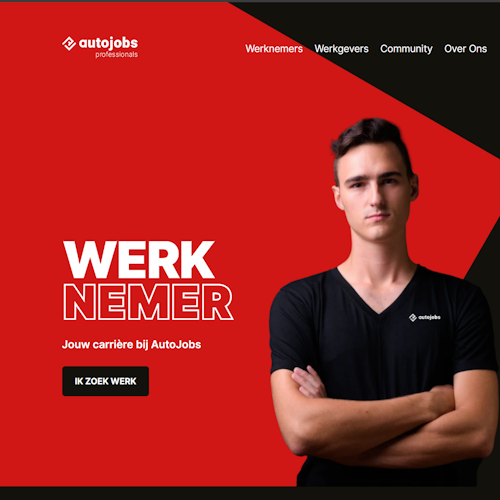 autojobs
professionals
Werknemers Werkgevers Community Over Ons
WERK
NEMER
autojobs
Jouw carrière bij AutoJobs
IK ZOEK WERK